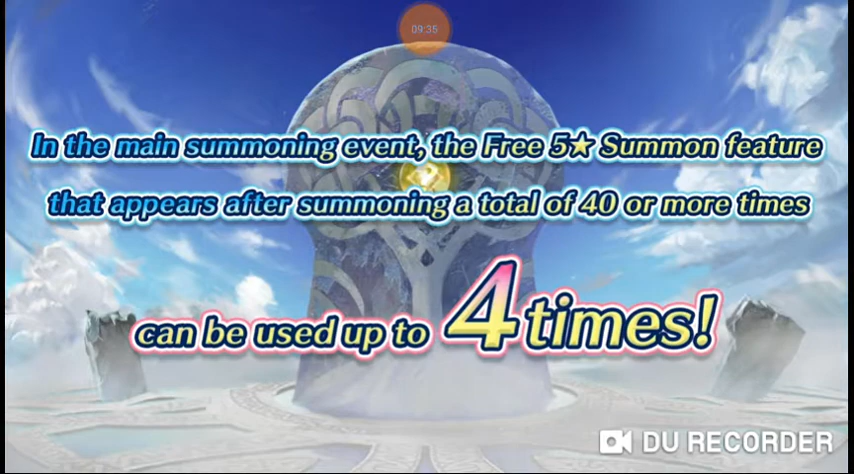 09:35
In the main summoning event, the Free 5★ Summon feature
that appears after summoning a total of 40 or more times
can be used up to 4 times!
DU RECORDER